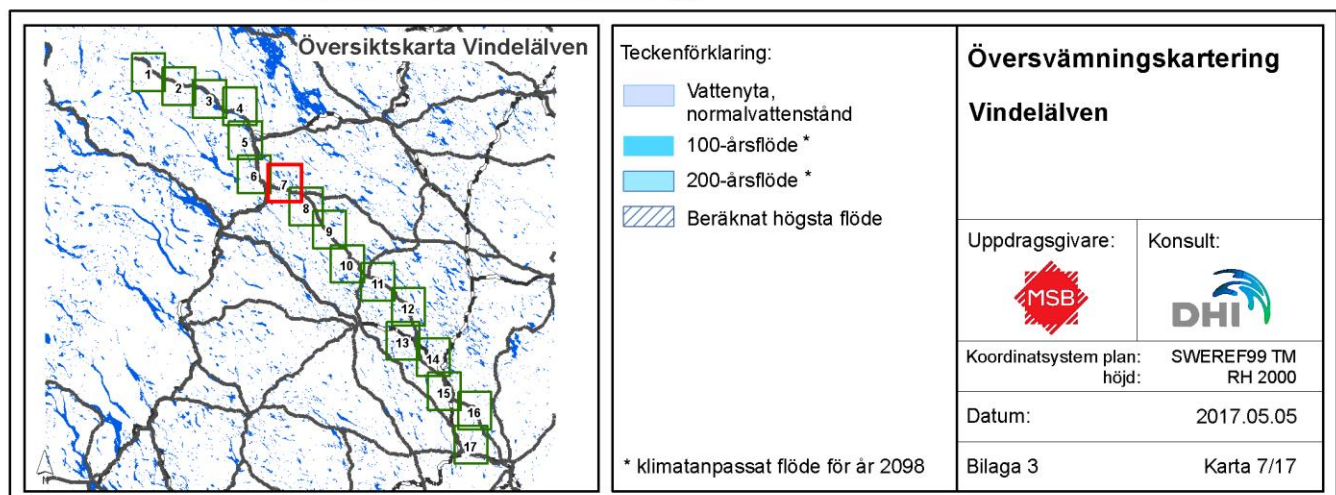 Översiktskarta Vindelälven
1
2
3
4
5
6
7
8
9
10
11
12
13
14
15
16
17
N
Teckenförklaring:
Vattenyta,
normalvattenstånd
100-årsflöde *
200-årsflöde *
Beräknat högsta flöde
* klimatanpassat flöde för år 2098
Översvämningskartering
Vindelälven
Uppdragsgivare:
MSB
Konsult:
DHI
Koordinatsystem plan: SWEREF99 TM
höjd: RH 2000
Datum: 2017.05.05
Bilaga 3 Karta 7/17